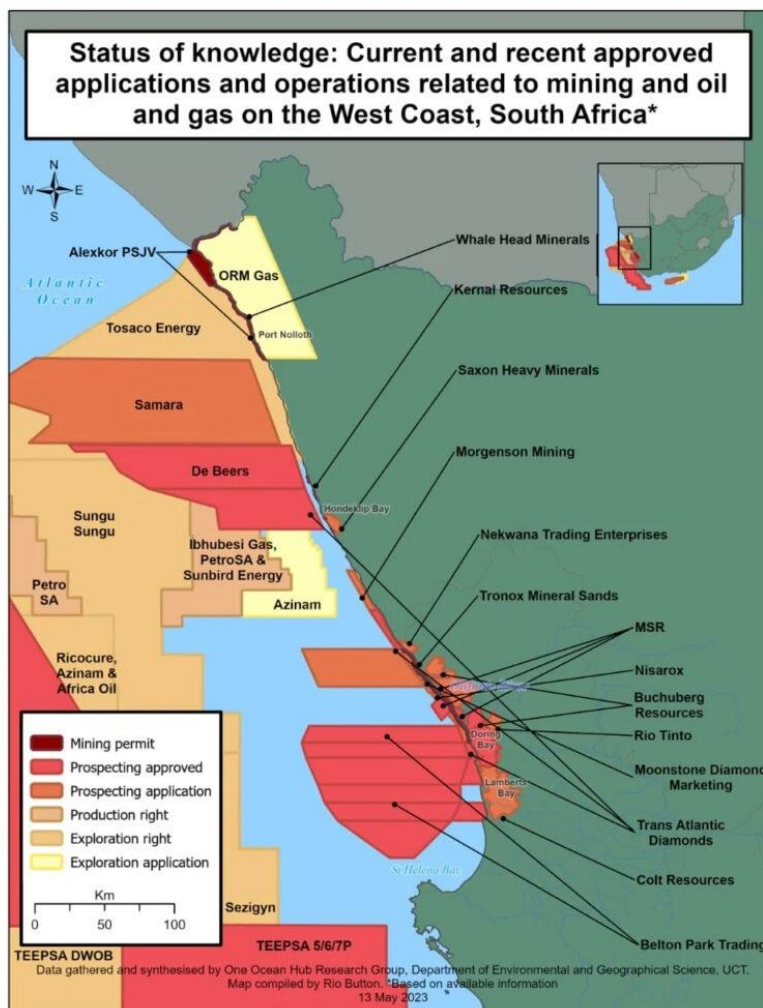 Status of knowledge: Current and recent approved
applications and operations related to mining and oil
and gas on the West Coast, South Africa*
N
W
E
S
Alexkor PSJV
Atlantic
Ocean
ORM Gas
Whale Head Minerals
Kernal Resources
Port Nolloth
Tosaco Energy
Saxon Heavy Minerals
Samara
Morgenson Mining
De Beers
Hondeklip Bay
Sungu
Sungu
Nekwana Trading Enterprises
Ibhubesi Gas,
PetroSA &
Sunbird Energy
Petro
SA
Azinam
Tronox Mineral Sands
MSR
Ricocure,
Azinam &
Africa Oil
Nisarox
Buchuberg
Resources
Rio Tinto
Doring
Bay
Moonstone Diamond
Marketing
Lamberts
Bay
Trans Atlantic
Diamonds
Colt Resources
St Helena Bay
Belton Park Trading
Mining permit
Prospecting approved
Prospecting application
Production right
Exploration right
Exploration application
Km
0 50 100
Sezigyn
TEEPSA DWOB
TEEPSA 5/6/7P
Data gathered and synthesised by One Ocean Hub Research Group, Department of Environmental and Geographical Science, UCT.
Map compiled by Rio Button. *Based on available information
13 May 2023